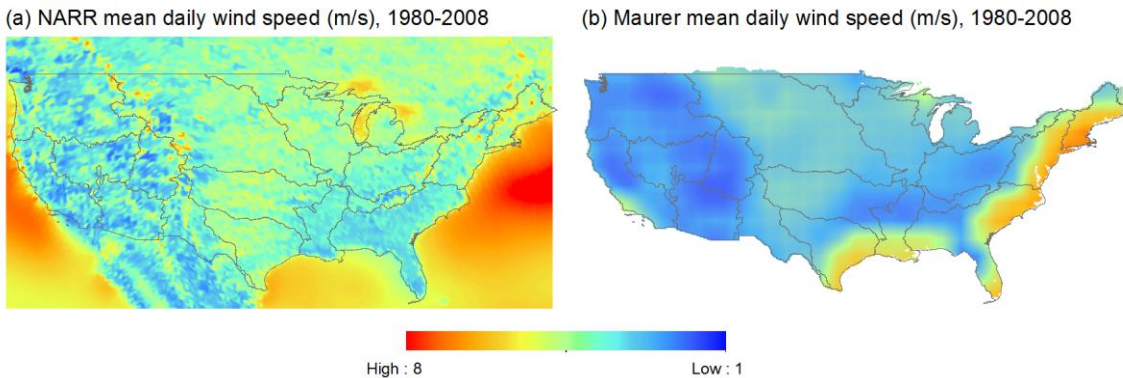 (a) NARR mean daily wind speed (m/s), 1980-2008
(b) Maurer mean daily wind speed (m/s), 1980-2008
High : 8
Low : 1